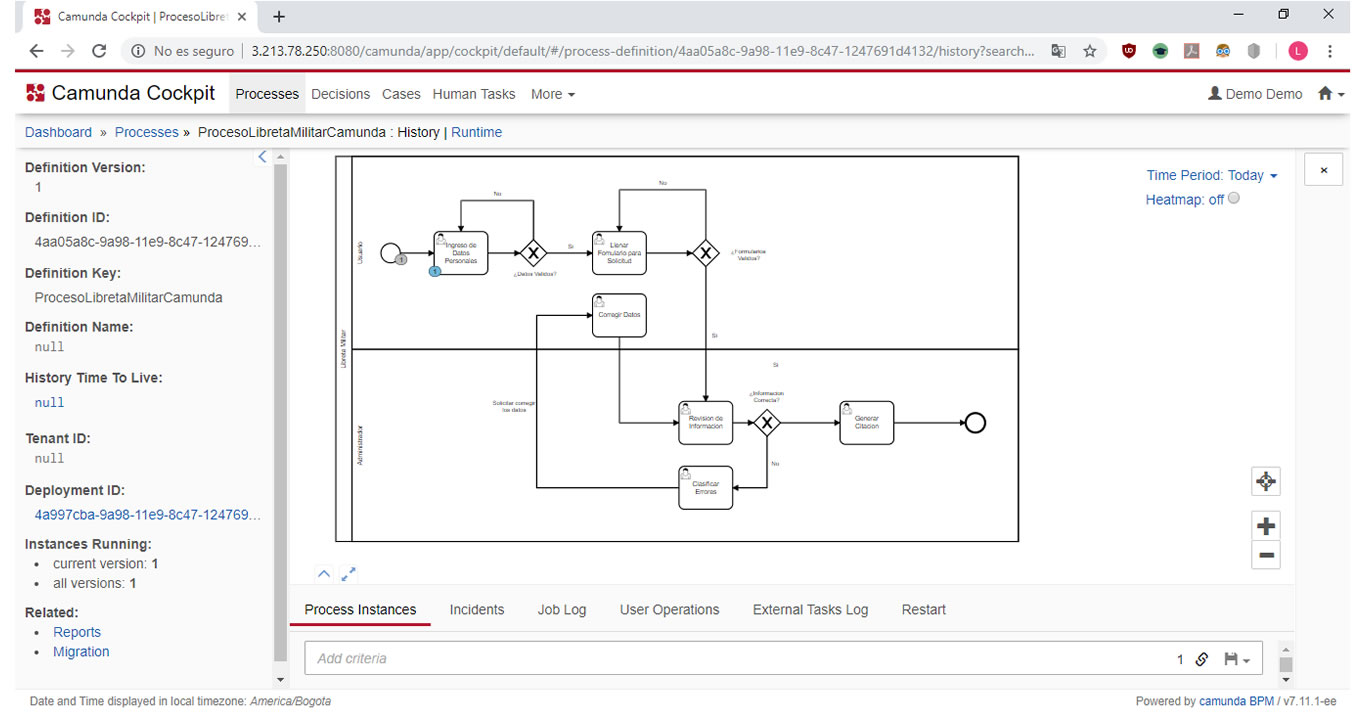 Camunda Cockpit | ProcesoLibre
No es seguro | 3.213.78.250:8080/camunda/app/cockpit/default/#/process-definition/4aa05a8c-9a98-11e9-8c47-1247691d4132/history?search...
L
Camunda Cockpit Processes Decisions Cases Human Tasks More Demo Demo
Dashboard » Processes » ProcesoLibretaMilitarCamunda : History | Runtime
Definition Version:
1
Definition ID:
4aa05a8c-9a98-11e9-8c47-124769...
Definition Key:
ProcesoLibretaMilitarCamunda
Definition Name:
null
History Time To Live:
null
Tenant ID:
null
Deployment ID:
4a997cba-9a98-11e9-8c47-124769...
Instances Running:
current version: 1
all versions: 1
Related:
Reports
Migration
Time Period: Today
Heatmap: off
Libreta Militar
Usuario
1
Ingreso de
Datos
Personales
1
No
¿Datos Validos?
Si
Llenar
Fomulario para
Solicitud
No
¿Formularios
Validos?
Corregir Datos
Si
Administrador
Si
Solicitar corregir
los datos
Revision de
Informacion
¿Informacion
Correcta?
Generar
Citacion
No
Clasificar
Errores
Process Instances Incidents Job Log User Operations External Tasks Log Restart
Add criteria 1
Date and Time displayed in local timezone: America/Bogota
Powered by camunda BPM / v7.11.1-ee